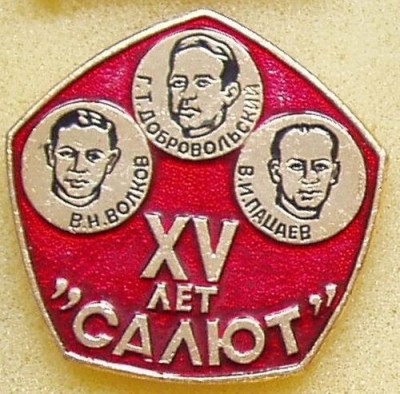 Г.Т.ДОБРОВОЛЬСКИЙ
В.Н.ВОЛКОВ
В.И.ПАЦАЕВ
XV
ЛЕТ
"САЛЮТ"